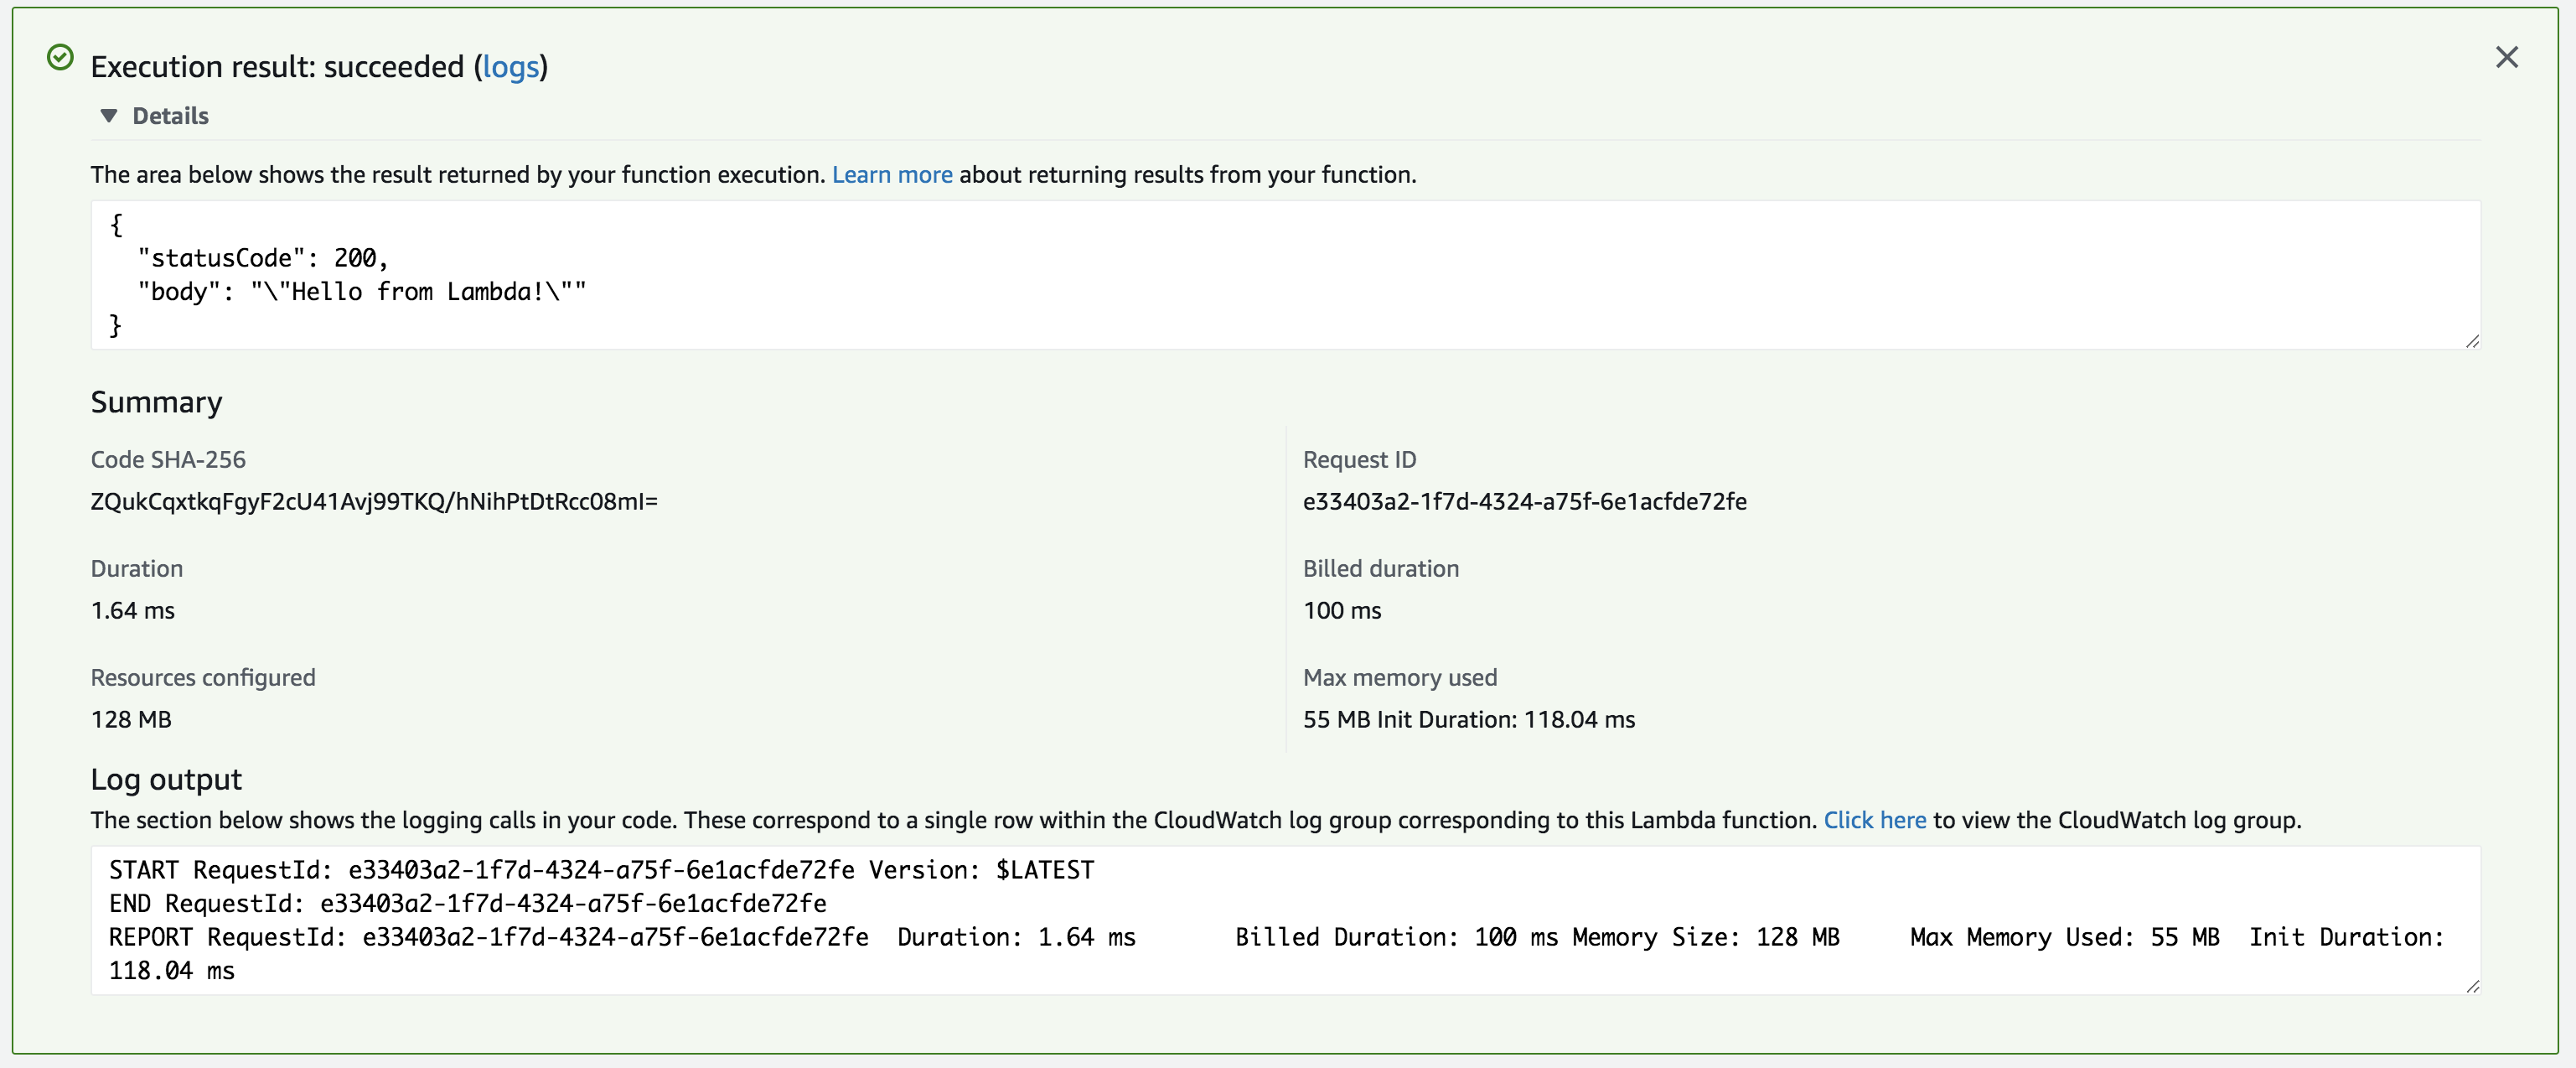 Execution result: succeeded (logs)
Details
The area below shows the result returned by your function execution. Learn more about returning results from your function.
{
"statusCode": 200,
"body": "\"Hello from Lambda!\""
}
Summary
Code SHA-256
ZQukCqxtkqFgyF2cU41Avj99TKQ/hNihPtDtRcc08mI=
Request ID
e33403a2-1f7d-4324-a75f-6e1acfde72fe
Duration
1.64 ms
Billed duration
100 ms
Resources configured
128 MB
Max memory used
55 MB Init Duration: 118.04 ms
Log output
The section below shows the logging calls in your code. These correspond to a single row within the CloudWatch log group corresponding to this Lambda function. Click here to view the CloudWatch log group.
START RequestId: e33403a2-1f7d-4324-a75f-6e1acfde72fe Version: $LATEST
END RequestId: e33403a2-1f7d-4324-a75f-6e1acfde72fe
REPORT RequestId: e33403a2-1f7d-4324-a75f-6e1acfde72fe Duration: 1.64 ms Billed Duration: 100 ms Memory Size: 128 MB Max Memory Used: 55 MB Init Duration:
118.04 ms